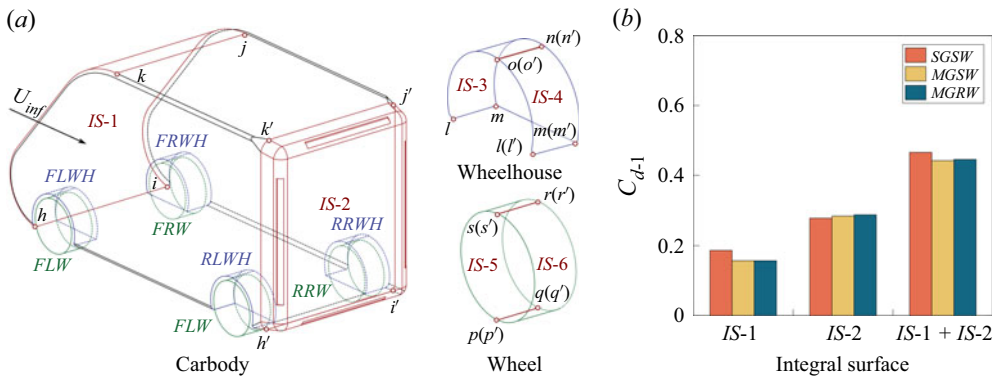 (a)
j
k
U_inf
IS-1
j′
k′
FLWH
FRWH
i
h
IS-2
RRWH
FRW
FLW
RLWH
RRW
FLW
i′
h′
Carbody
n(n′)
o(o′)
IS-3
IS-4
l
m
m(m′)
l(l′)
Wheelhouse
r(r′)
s(s′)
IS-5
IS-6
q(q′)
p(p′)
Wheel
(b)
0.8
0.6
0.4
0.2
0
C_d-1
SGSW
MGSW
MGRW
IS-1
IS-2
IS-1 + IS-2
Integral surface